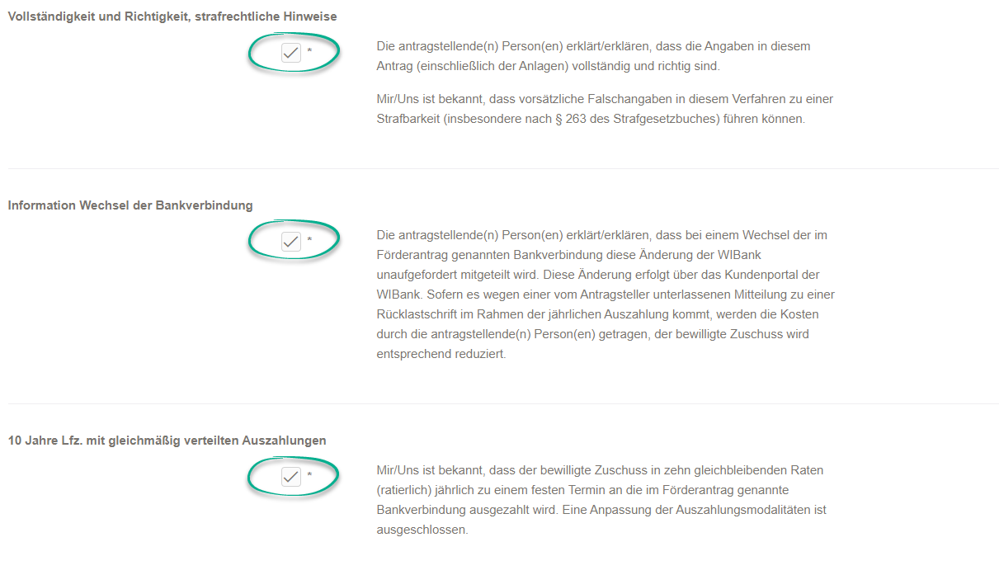 Vollständigkeit und Richtigkeit, strafrechtliche Hinweise
*
Die antragstellende(n) Person(en) erklärt/erklären, dass die Angaben in diesem
Antrag (einschließlich der Anlagen) vollständig und richtig sind.
Mir/Uns ist bekannt, dass vorsätzliche Falschangaben in diesem Verfahren zu einer
Strafbarkeit (insbesondere nach § 263 des Strafgesetzbuches) führen können.
Information Wechsel der Bankverbindung
*
Die antragstellende(n) Person(en) erklärt/erklären, dass bei einem Wechsel der im
Förderantrag genannten Bankverbindung diese Änderung der WIBank
unaufgefordert mitgeteilt wird. Diese Änderung erfolgt über das Kundenportal der
WIBank. Sofern es wegen einer vom Antragsteller unterlassenen Mitteilung zu einer
Rücklastschrift im Rahmen der jährlichen Auszahlung kommt, werden die Kosten
durch die antragstellende(n) Person(en) getragen, der bewilligte Zuschuss wird
entsprechend reduziert.
10 Jahre Lfz. mit gleichmäßig verteilten Auszahlungen
*
Mir/Uns ist bekannt, dass der bewilligte Zuschuss in zehn gleichbleibenden Raten
(ratierlich) jährlich zu einem festen Termin an die im Förderantrag genannte
Bankverbindung ausgezahlt wird. Eine Anpassung der Auszahlungsmodalitäten ist
ausgeschlossen.